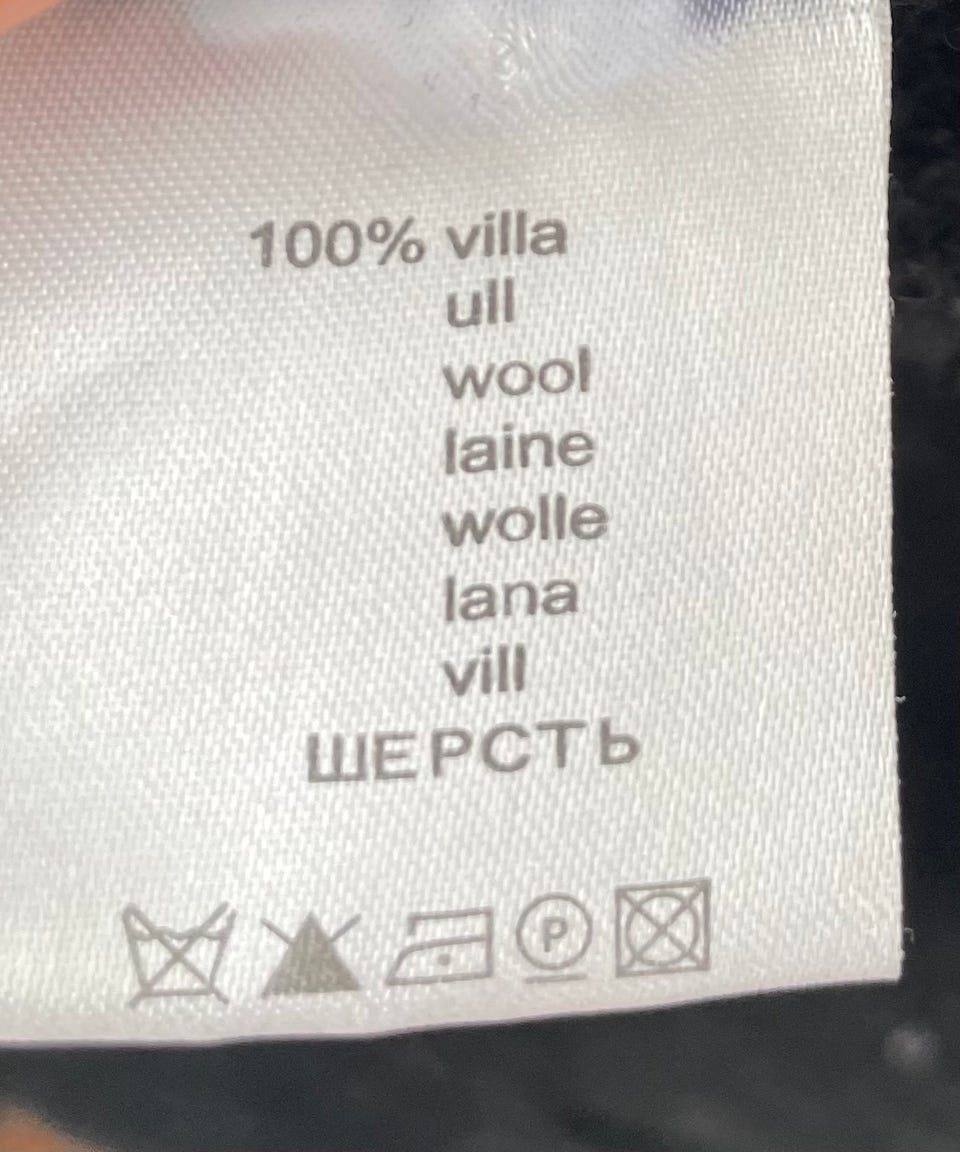 100% villa
ull
wool
laine
wolle
lana
vill
ШЕРСТЬ
P